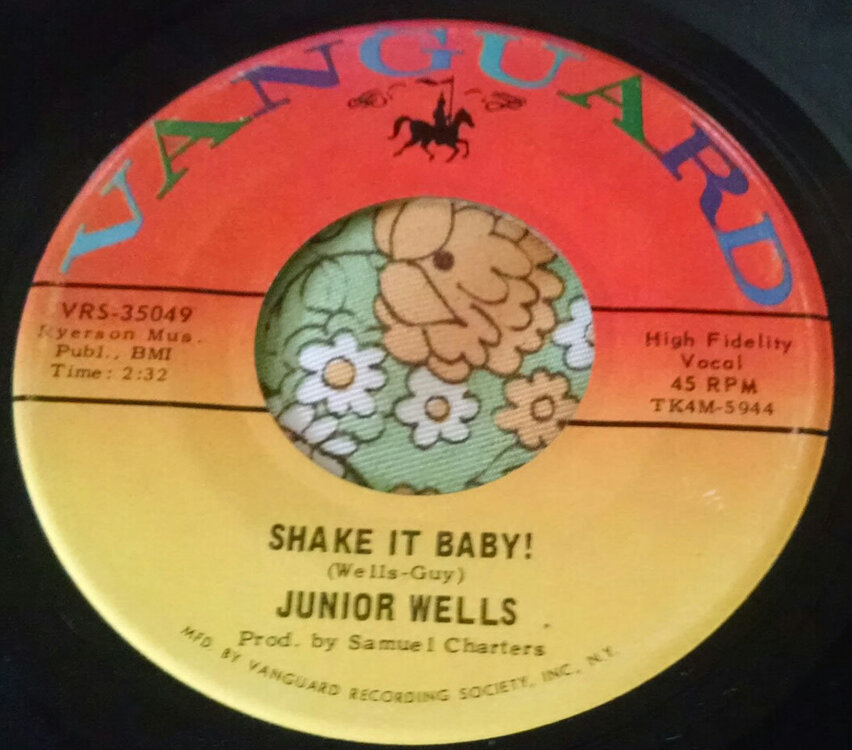 VANGUARD
VRS-35049
Ryerson Mus.
Publ., BMI
Time: 2:32
High Fidelity
Vocal
45 RPM
TK4M-5944
SHAKE IT BABY!
(Wells-Guy)
JUNIOR WELLS
Prod. by Samuel Charters
MFD. BY VANGUARD RECORDING SOCIETY, INC., N.Y.